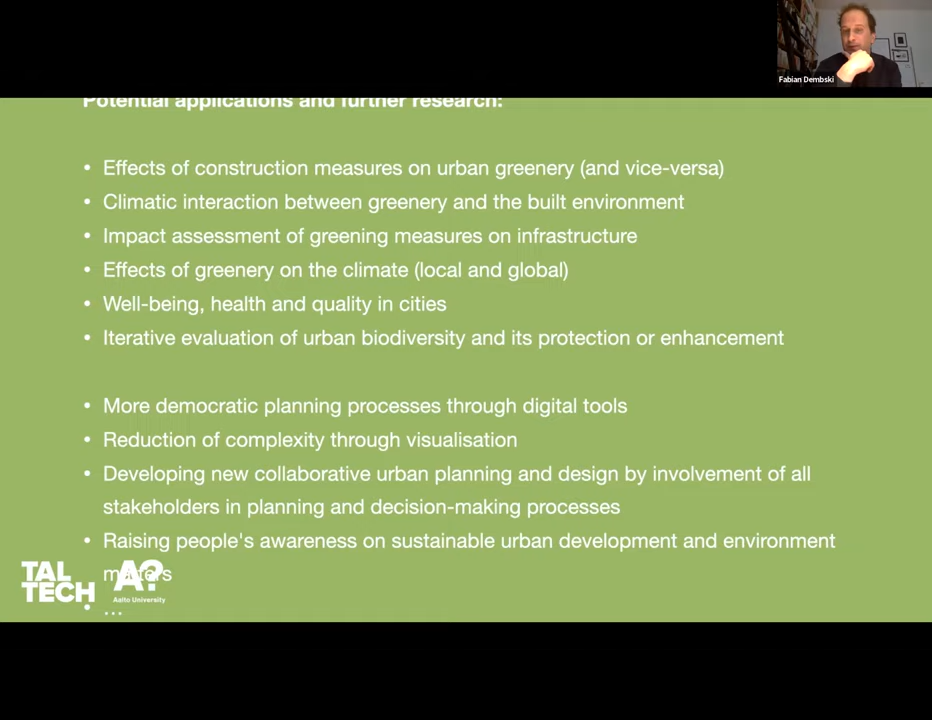 Fabian Dembski
Potential applications and further research:
• Effects of construction measures on urban greenery (and vice-versa)
• Climatic interaction between greenery and the built environment
• Impact assessment of greening measures on infrastructure
• Effects of greenery on the climate (local and global)
• Well-being, health and quality in cities
• Iterative evaluation of urban biodiversity and its protection or enhancement
• More democratic planning processes through digital tools
• Reduction of complexity through visualisation
• Developing new collaborative urban planning and design by involvement of all
stakeholders in planning and decision-making processes
• Raising people's awareness on sustainable urban development and environment
matters
TAL
TECH
A?
Aalto University
• ...